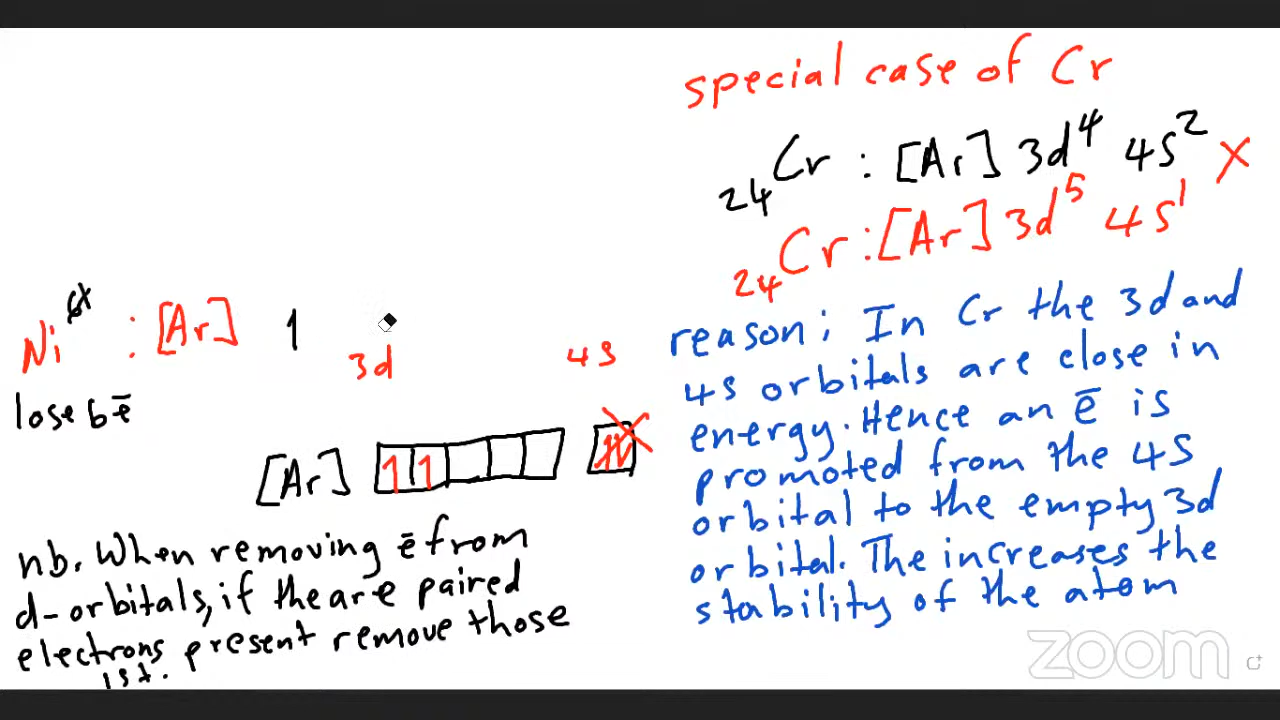 special case of Cr
₂₄Cr : [Ar] 3d⁴ 4s² X
₂₄Cr : [Ar] 3d⁵ 4s¹
reason; In Cr the 3d and
4s orbitals are close in
energy. Hence an ē is
promoted from the 4s
orbital to the empty 3d
orbital. The increases the
stability of the atom
Ni⁶⁺ : [Ar] 1
3d 4s
lose 6ē
[Ar] 1 1
nb. When removing ē from
d-orbitals, if the are paired
electrons present remove those
1st.
zoom